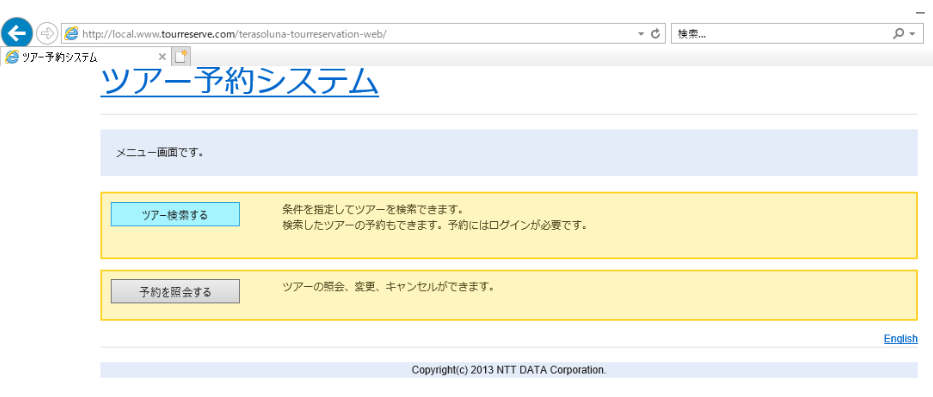 http://local.www.tourreserve.com/terasoluna-tourreservation-web/
検索...
ツアー予約システム
ツアー予約システム
メニュー画面です。
ツアー検索する
条件を指定してツアーを検索できます。
検索したツアーの予約もできます。予約にはログインが必要です。
予約を照会する
ツアーの照会、変更、キャンセルができます。
English
Copyright(c) 2013 NTT DATA Corporation.